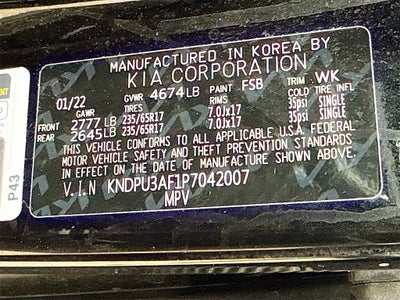 MANUFACTURED IN KOREA BY
KIA CORPORATION
01/22 GVWR 4674LB PAINT FSB TRIM WK
GAWR TIRES RIMS COLD TIRE INFL
FRONT 2777LB 235/65R17 7.0JX17 35psi SINGLE
REAR 2645LB 235/65R17 7.0JX17 35psi SINGLE
THIS VEHICLE CONFORMS TO ALL APPLICABLE U.S.A. FEDERAL
MOTOR VEHICLE SAFETY AND THEFT PREVENTION STANDARDS
IN EFFECT ON THE DATE OF MANUFACTURE SHOWN ABOVE.
V.I.N KNDPU3AF1P7042007
MPV
P43